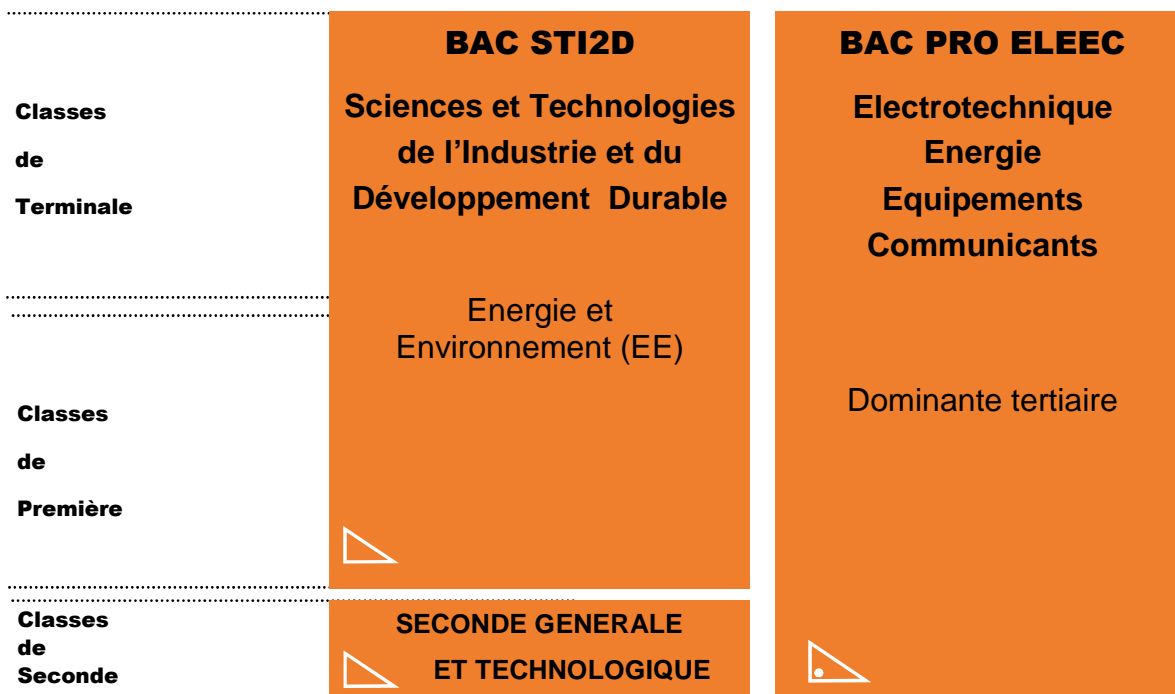 Classes
de
Terminale
BAC STI2D
Sciences et Technologies
de l’Industrie et du
Développement Durable
Energie et
Environnement (EE)
BAC PRO ELEEC
Electrotechnique
Energie
Equipements
Communicants
Dominante tertiaire
Classes
de
Première
Classes
de
Seconde
SECONDE GENERALE
ET TECHNOLOGIQUE